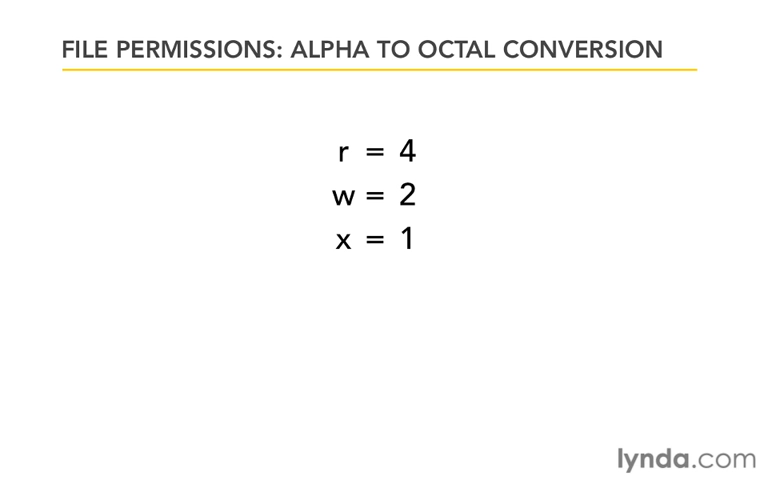 FILE PERMISSIONS: ALPHA TO OCTAL CONVERSION
r = 4
w = 2
x = 1
lynda.com